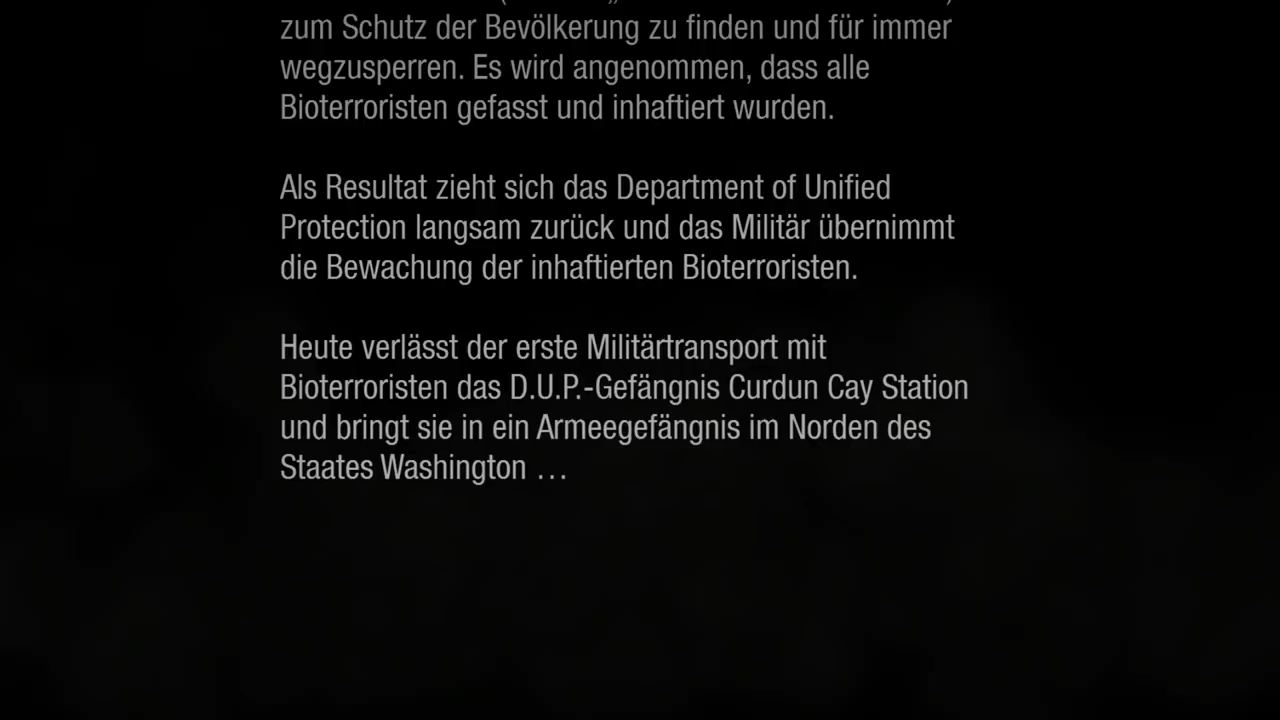 zum Schutz der Bevölkerung zu finden und für immer
wegzusperren. Es wird angenommen, dass alle
Bioterroristen gefasst und inhaftiert wurden.
Als Resultat zieht sich das Department of Unified
Protection langsam zurück und das Militär übernimmt
die Bewachung der inhaftierten Bioterroristen.
Heute verlässt der erste Militärtransport mit
Bioterroristen das D.U.P.-Gefängnis Curdun Cay Station
und bringt sie in ein Armeegefängnis im Norden des
Staates Washington …